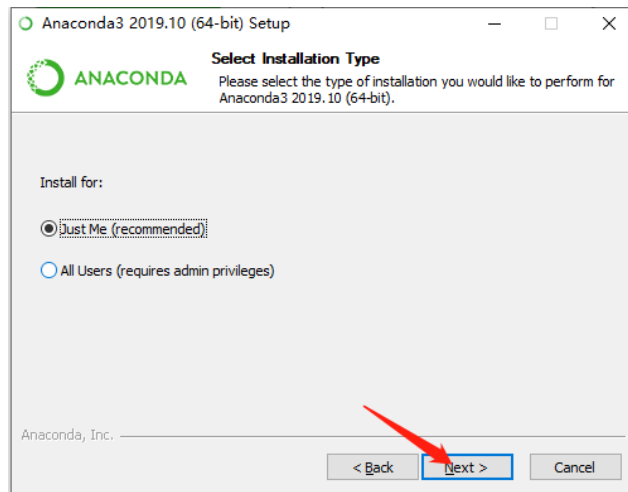 Anaconda3 2019.10 (64-bit) Setup
ANACONDA
Select Installation Type
Please select the type of installation you would like to perform for
Anaconda3 2019.10 (64-bit).
Install for:
Just Me (recommended)
All Users (requires admin privileges)
Anaconda, Inc.
< Back
Next >
Cancel